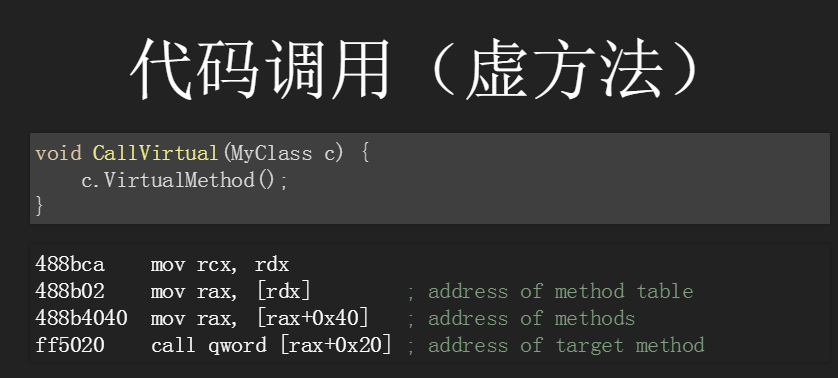 代码调用（虚方法）
void CallVirtual(MyClass c) {
    c.VirtualMethod();
}
488bca    mov rcx, rdx
488b02    mov rax, [rdx]        ; address of method table
488b4040  mov rax, [rax+0x40]   ; address of methods
ff5020    call qword [rax+0x20] ; address of target method